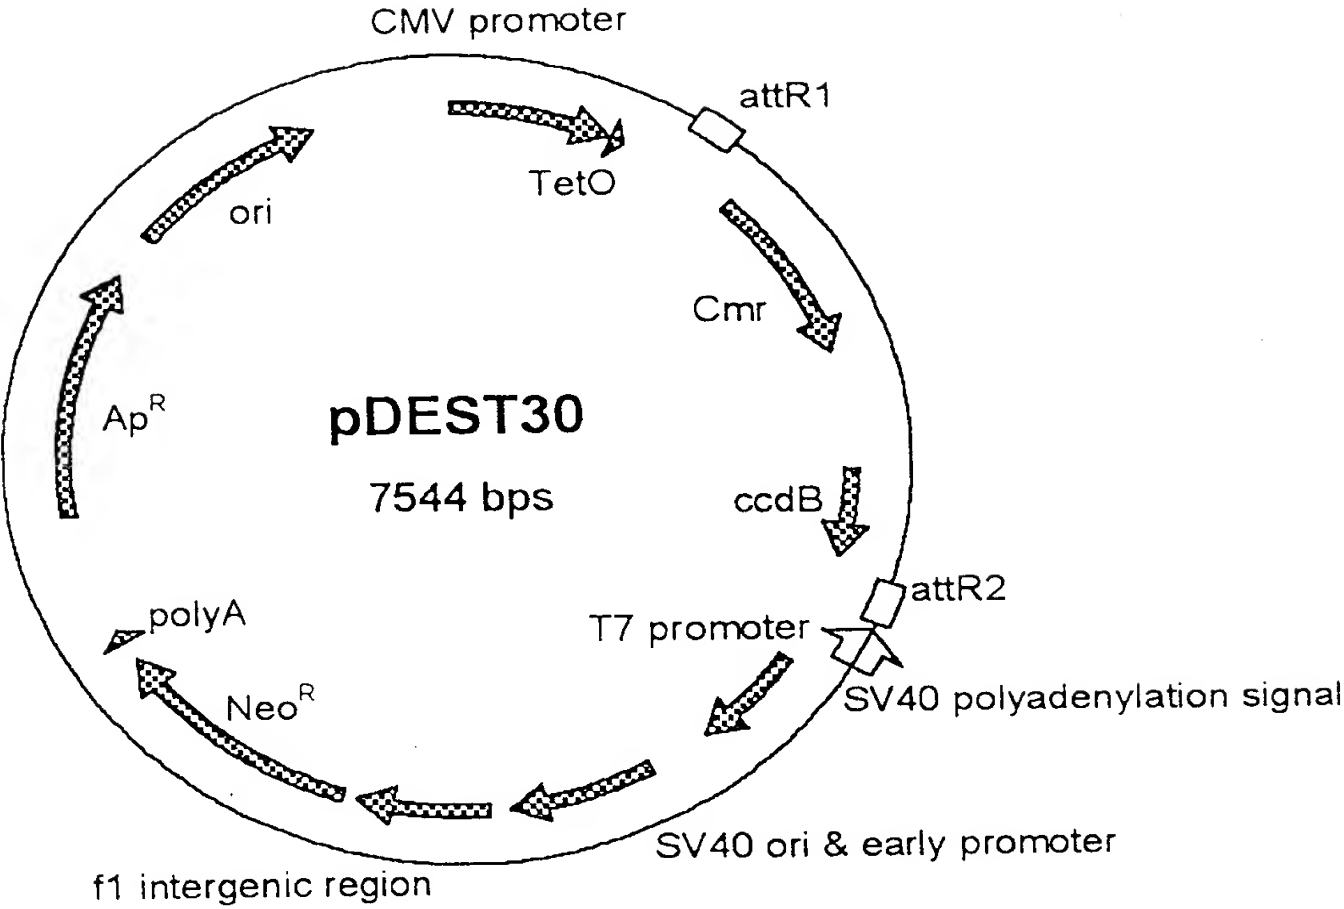 CMV promoter
attR1
TetO
ori
Cmr
Ap^R
pDEST30
7544 bps
ccdB
attR2
polyA
T7 promoter
Neo^R
SV40 polyadenylation signal
SV40 ori & early promoter
f1 intergenic region